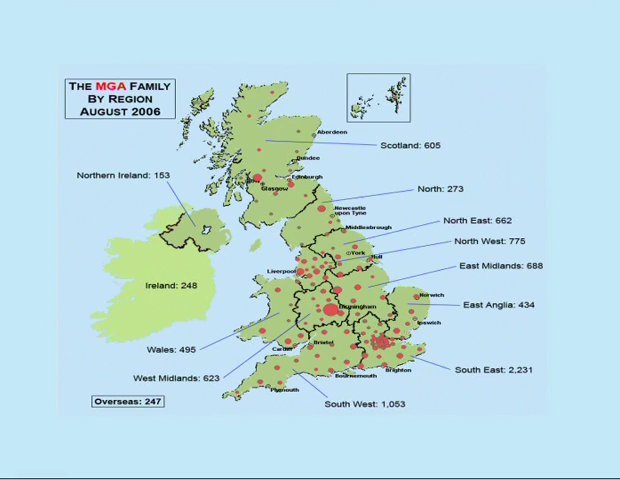 THE MGA FAMILY
BY REGION
AUGUST 2006
Aberdeen
Scotland: 605
Dundee
Edinburgh
Northern Ireland: 153
Glasgow
North: 273
Newcastle
upon Tyne
North East: 662
Middlesbrough
North West: 775
York
Hull
East Midlands: 688
Liverpool
Ireland: 248
Norwich
East Anglia: 434
Birmingham
Ipswich
Wales: 495
Cardiff
Bristol
South East: 2,231
West Midlands: 623
Brighton
Bournemouth
Plymouth
Overseas: 247
South West: 1,053